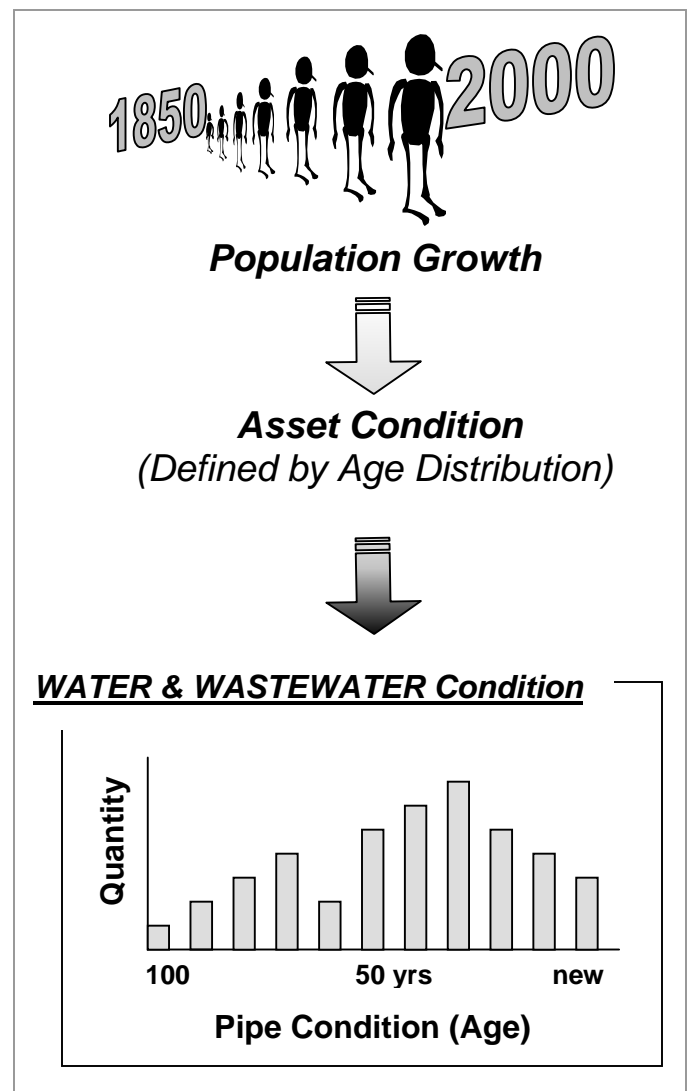 1850 2000
Population Growth
Asset Condition
(Defined by Age Distribution)
WATER & WASTEWATER Condition
Quantity
100 50 yrs new
Pipe Condition (Age)